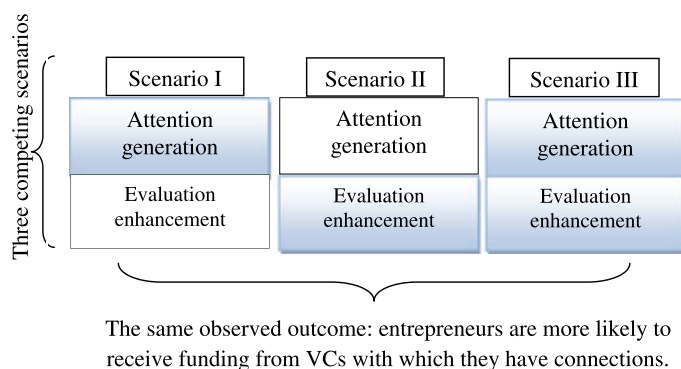 Three competing scenarios
Scenario I
Scenario II
Scenario III
Attention
generation
Attention
generation
Attention
generation
Evaluation
enhancement
Evaluation
enhancement
Evaluation
enhancement
The same observed outcome: entrepreneurs are more likely to
receive funding from VCs with which they have connections.